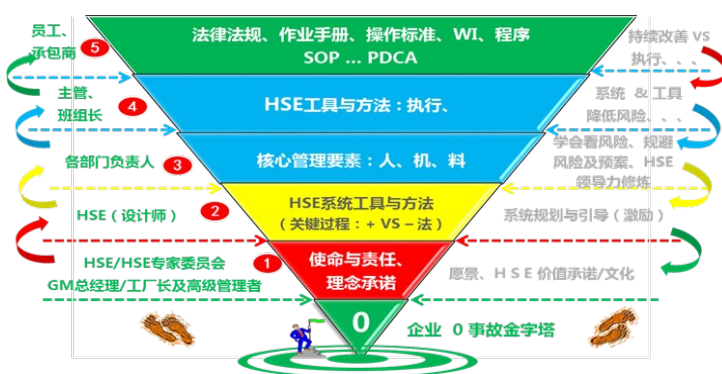 员工、
承包商
5
法律法规、作业手册、操作标准、WI、程序
SOP ... PDCA
持续改善 VS
执行、、、
主管、
班组长
4
HSE工具与方法：执行、
系统 & 工具
降低风险、、、
各部门负责人
3
核心管理要素：人、机、料
学会看风险、规避
风险及预案、HSE
领导力修炼
HSE（设计师）
2
HSE系统工具与方法
（关键过程：+ VS – 法）
系统规划与引导（激励）
HSE/HSE专家委员会
GM总经理/工厂长及高级管理者
1
使命与责任、
理念承诺
愿景、HSE 价值承诺/文化
0
企业 0 事故金字塔